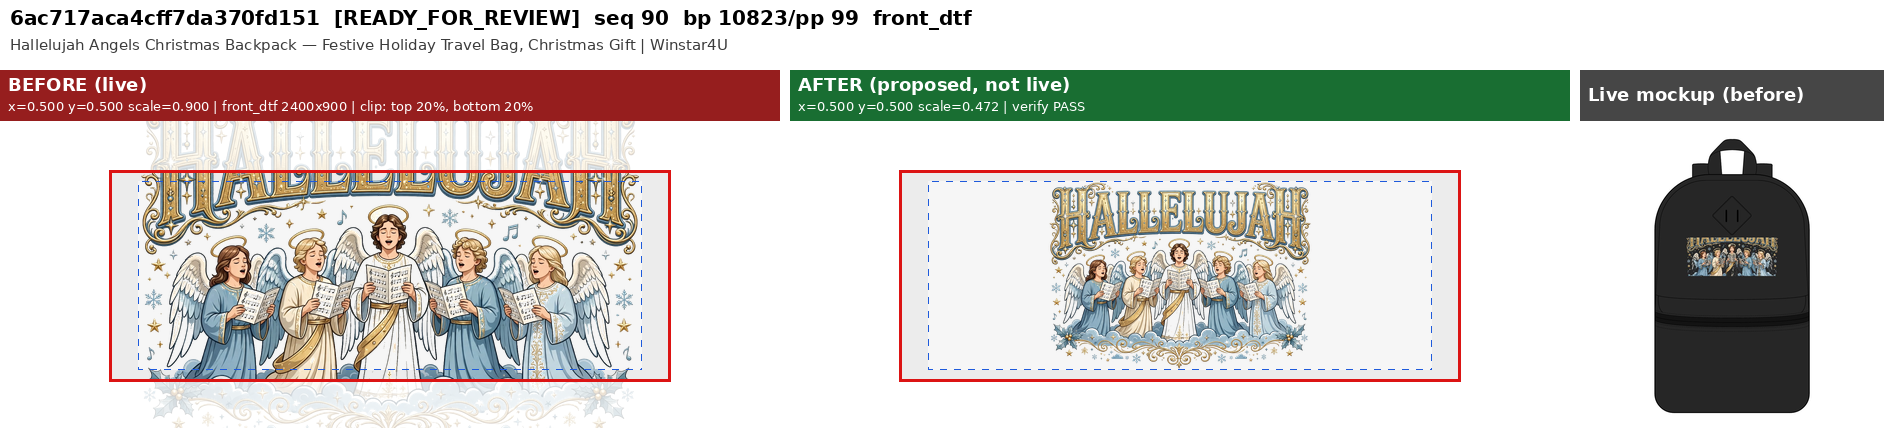 6ac717aca4cff7da370fd151 [READY_FOR_REVIEW] seq 90 bp 10823/pp 99 front_dtf
Hallelujah Angels Christmas Backpack — Festive Holiday Travel Bag, Christmas Gift | Winstar4U
BEFORE (live)
x=0.500 y=0.500 scale=0.900 | front_dtf 2400x900 | clip: top 20%, bottom 20%
AFTER (proposed, not live)
x=0.500 y=0.500 scale=0.472 | verify PASS
Live mockup (before)
HALLELUJAH
HALLELUJAH
HALLELUJAH